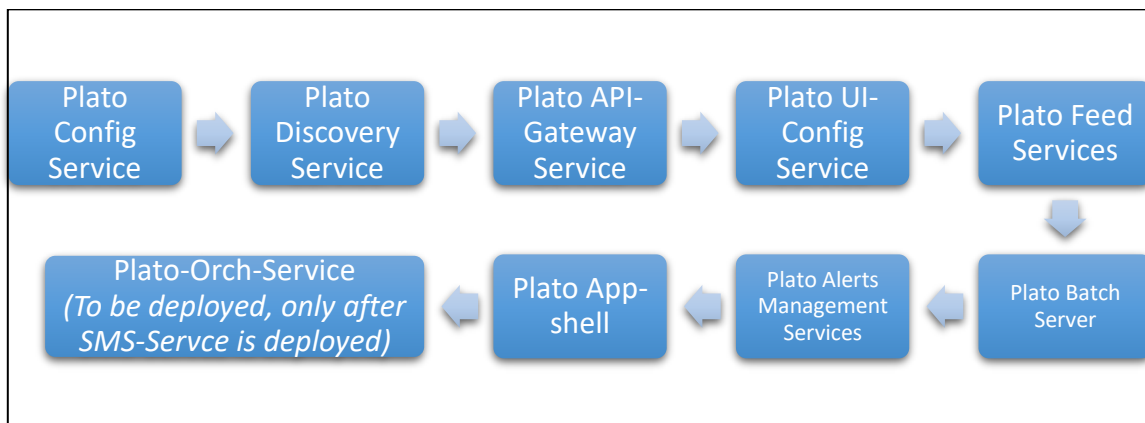 Plato
Config
Service
Plato
Discovery
Service
Plato API-
Gateway
Service
Plato UI-
Config
Service
Plato Feed
Services
Plato Batch
Server
Plato Alerts
Management
Services
Plato App-
shell
Plato-Orch-Service
(To be deployed, only after
SMS-Servce is deployed)